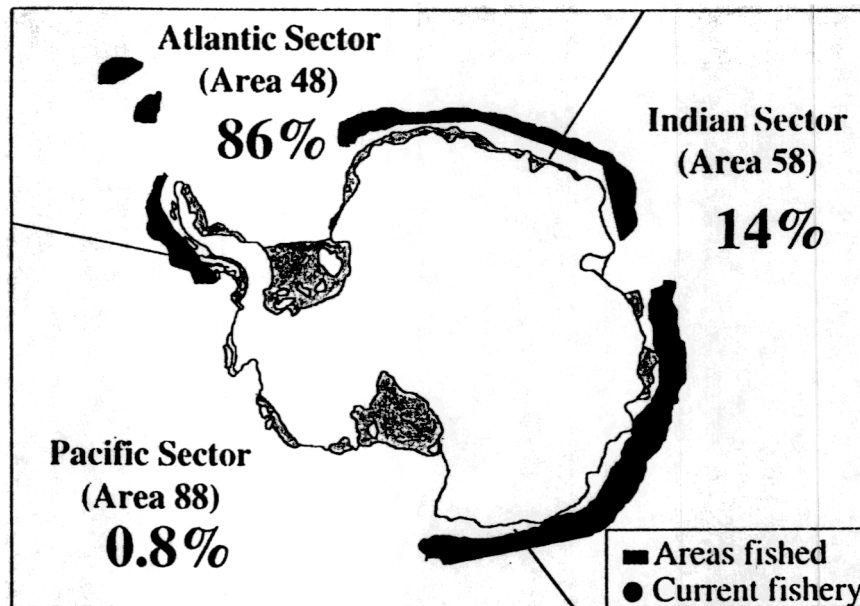 Atlantic Sector
(Area 48)
86%
Indian Sector
(Area 58)
14%
Pacific Sector
(Area 88)
0.8%
Areas fished
Current fishery